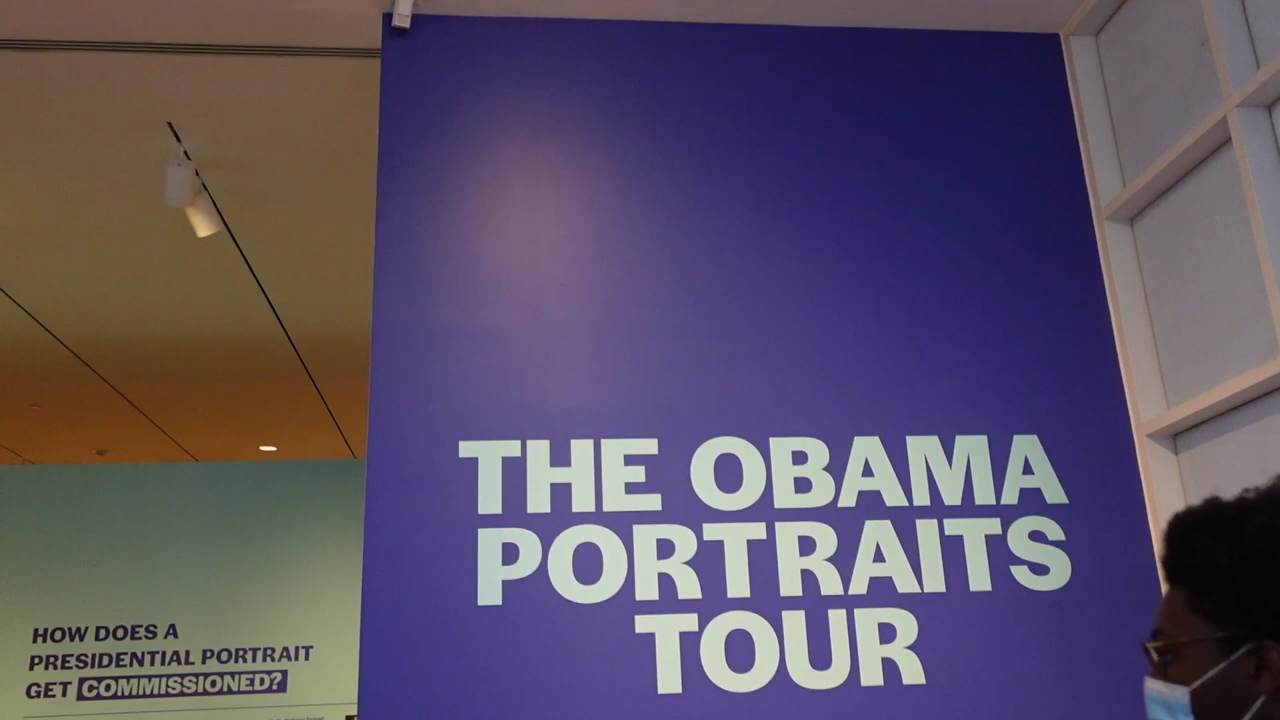 THE OBAMA
PORTRAITS
TOUR
HOW DOES A
PRESIDENTIAL PORTRAIT
GET COMMISSIONED?